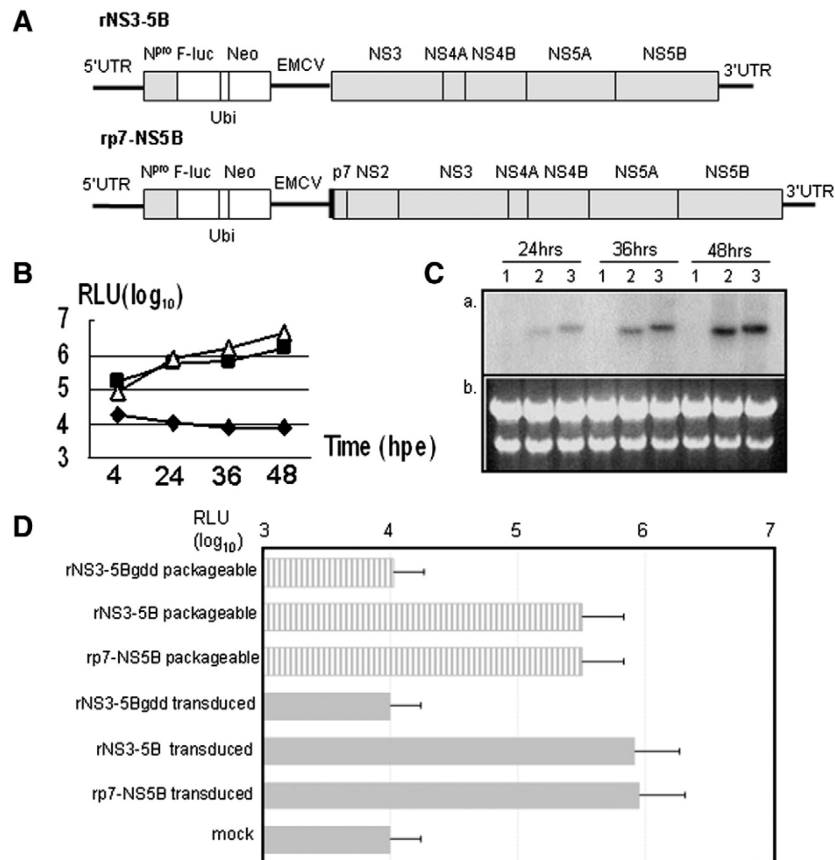 A
rNS3-5B
5'UTR Nᵖʳᵒ F-luc Neo EMCV NS3 NS4A NS4B NS5A NS5B 3'UTR
Ubi
rp7-NS5B
5'UTR Nᵖʳᵒ F-luc Neo EMCV p7 NS2 NS3 NS4A NS4B NS5A NS5B 3'UTR
Ubi
B
RLU(log₁₀)
7
6
5
4
3
4 24 36 48
Time (hpe)
C
24hrs 36hrs 48hrs
1 2 3 1 2 3 1 2 3
a.
b.
D
RLU
(log₁₀)
3 4 5 6 7
rNS3-5Bgdd packageable
rNS3-5B packageable
rp7-NS5B packageable
rNS3-5Bgdd transduced
rNS3-5B transduced
rp7-NS5B transduced
mock